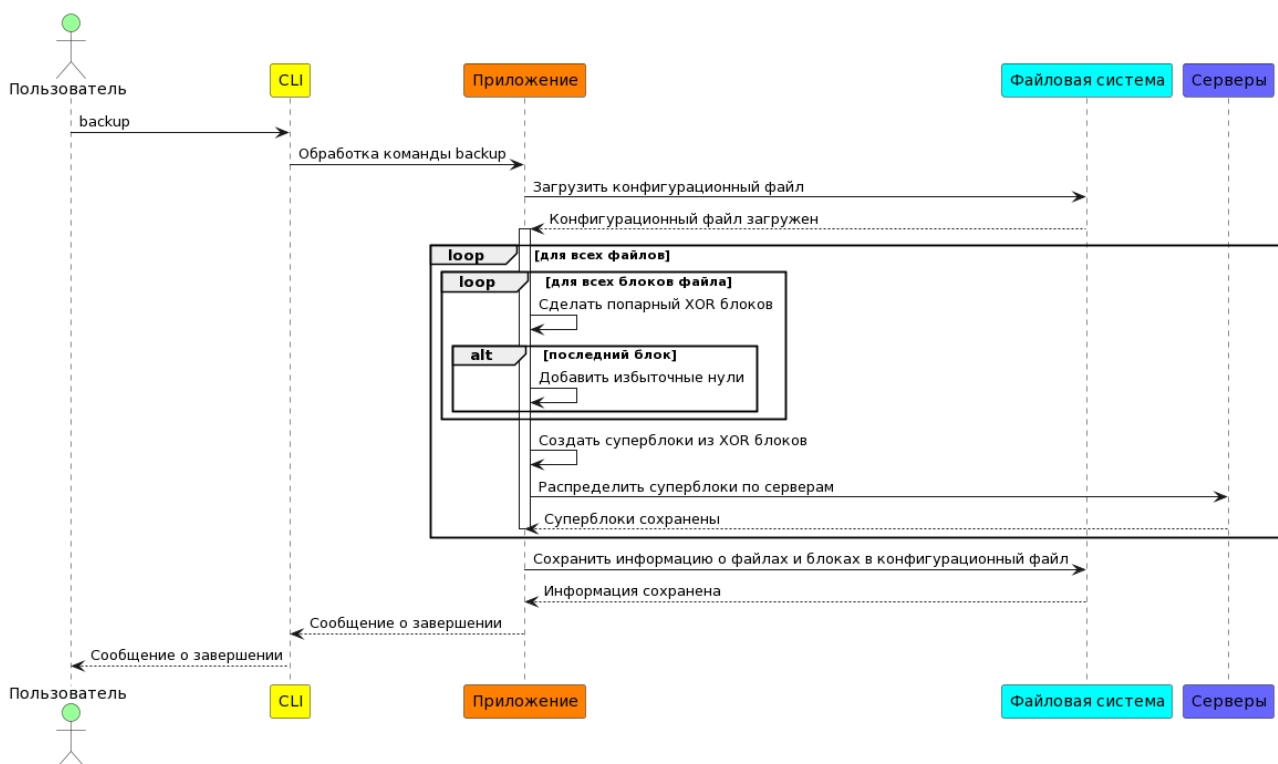 Пользователь
CLI
Приложение
Файловая система
Серверы
backup
Обработка команды backup
Загрузить конфигурационный файл
Конфигурационный файл загружен
loop [для всех файлов]
loop [для всех блоков файла]
Сделать попарный XOR блоков
alt [последний блок]
Добавить избыточные нули
Создать суперблоки из XOR блоков
Распределить суперблоки по серверам
Суперблоки сохранены
Сохранить информацию о файлах и блоках в конфигурационный файл
Информация сохранена
Сообщение о завершении
Сообщение о завершении
Пользователь
CLI
Приложение
Файловая система
Серверы